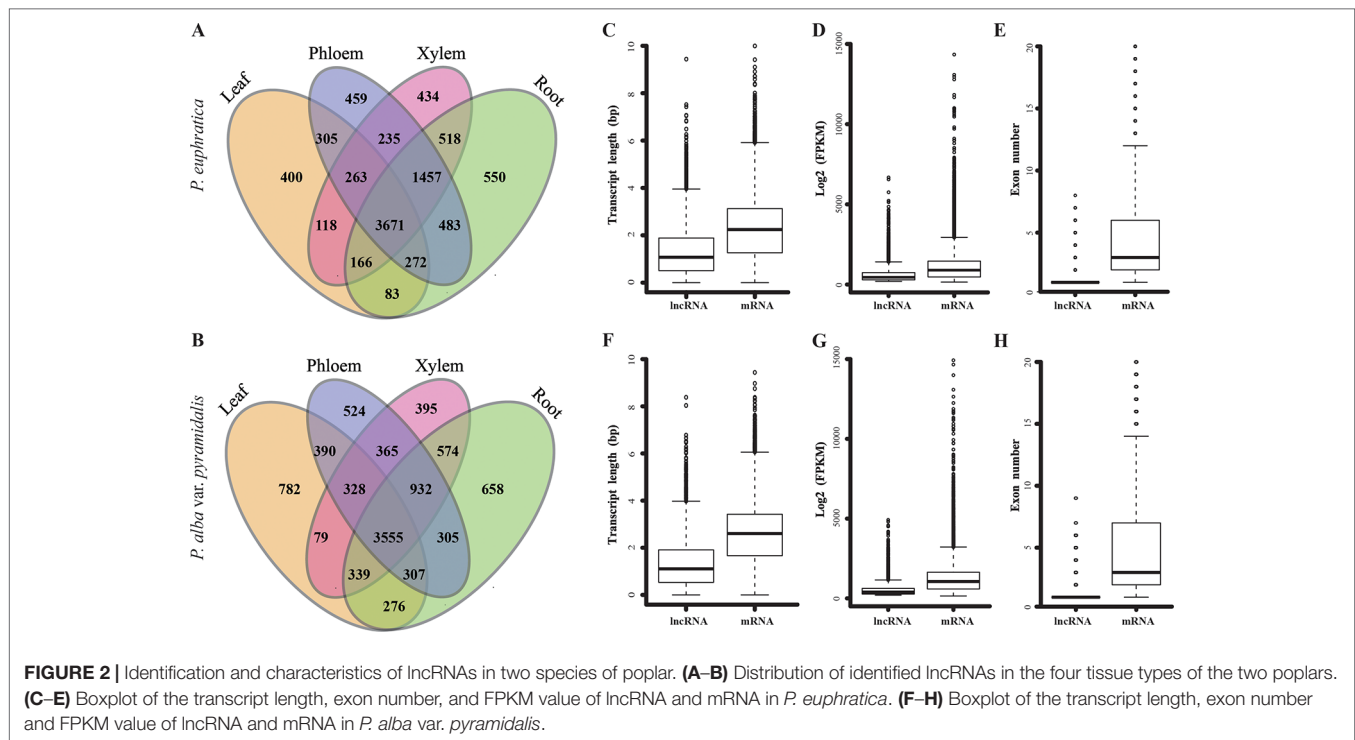 A
Phloem
Xylem
Leaf
Root
P. euphratica
459
434
305
235
518
400
263
1457
550
118
3671
483
166
272
83
C
Transcript length (bp)
10
8
6
4
2
0
lncRNA
mRNA
D
Log2 (FPKM)
15000
10000
5000
0
lncRNA
mRNA
E
Exon number
20
15
10
5
0
lncRNA
mRNA
B
Phloem
Xylem
Leaf
Root
P. alba var. pyramidalis
524
395
390
365
574
782
328
932
658
79
3555
305
339
307
276
F
Transcript length (bp)
10
8
6
4
2
0
lncRNA
mRNA
G
Log2 (FPKM)
15000
10000
5000
0
lncRNA
mRNA
H
Exon number
20
15
10
5
0
lncRNA
mRNA
FIGURE 2 | Identification and characteristics of lncRNAs in two species of poplar. (A–B) Distribution of identified lncRNAs in the four tissue types of the two poplars.
(C–E) Boxplot of the transcript length, exon number, and FPKM value of lncRNA and mRNA in P. euphratica. (F–H) Boxplot of the transcript length, exon number
and FPKM value of lncRNA and mRNA in P. alba var. pyramidalis.